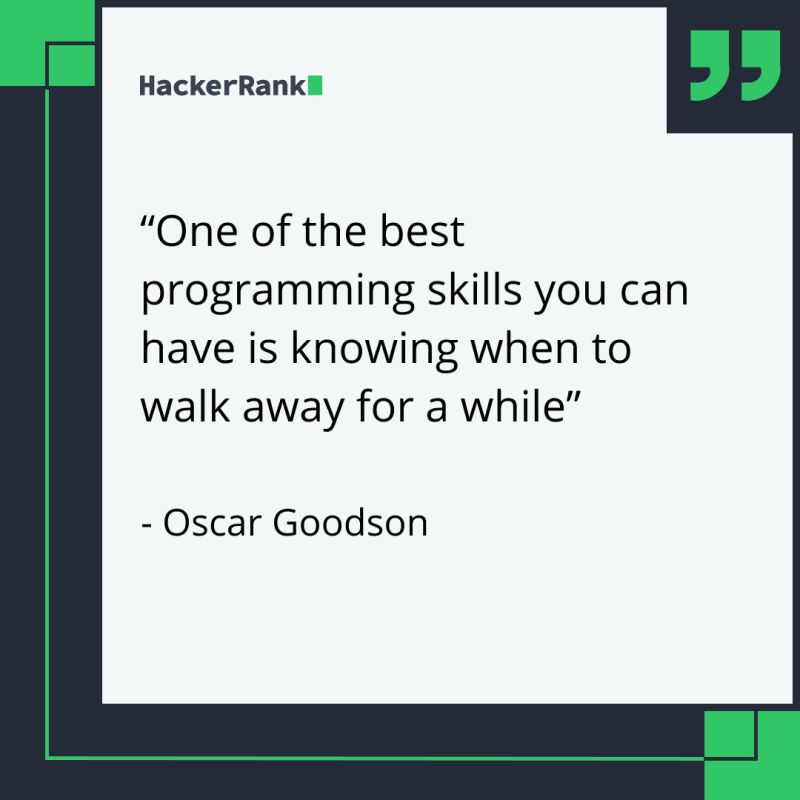 HackerRank
“One of the best
programming skills you can
have is knowing when to
walk away for a while”
- Oscar Goodson